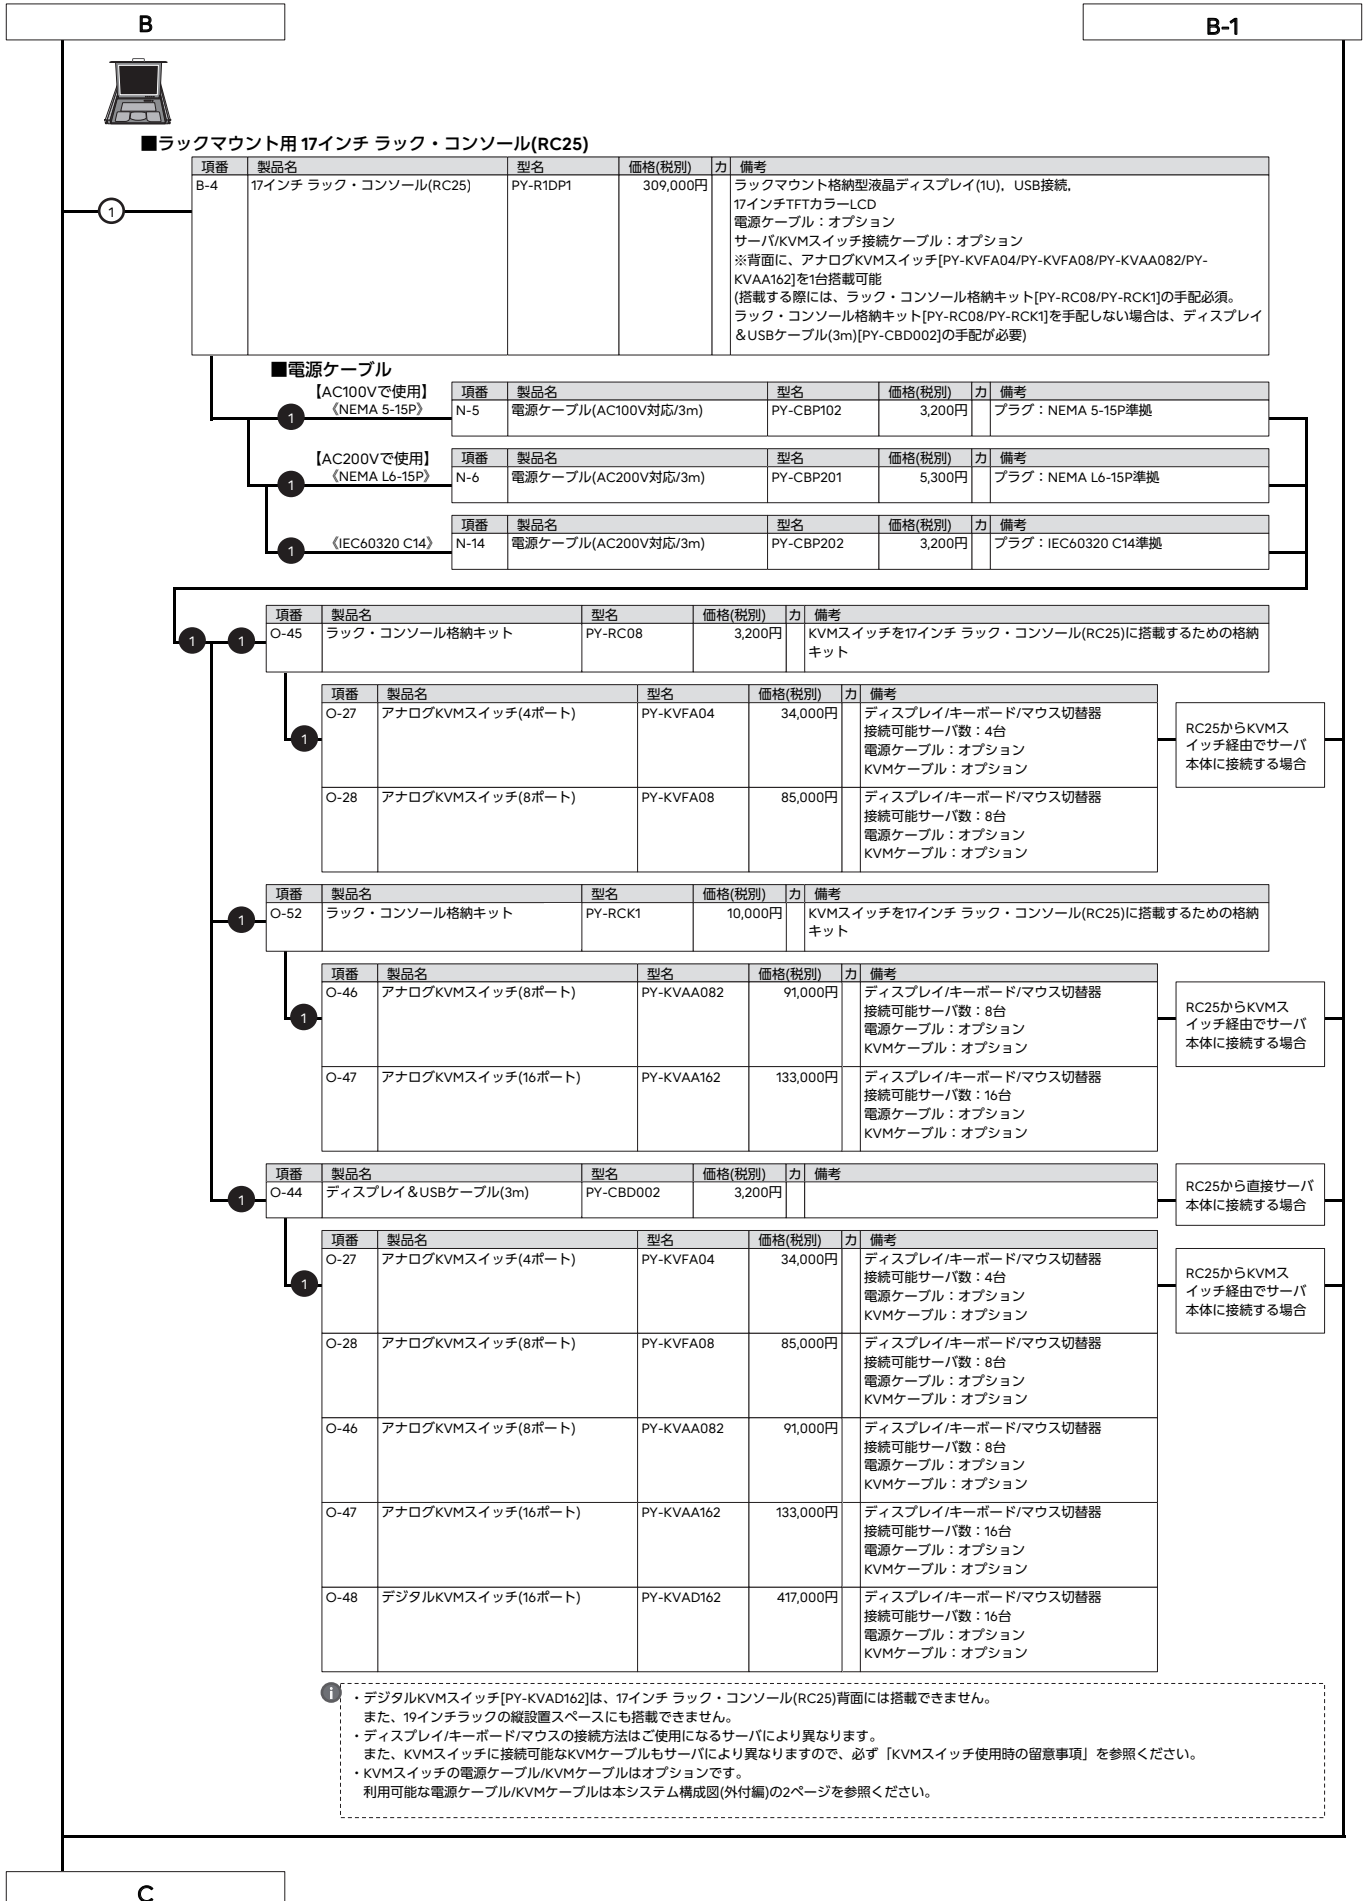 B
B-1
■ラックマウント用 17インチ ラック・コンソール(RC25)
項番 製品名 型名 価格(税別) カ 備考
B-4 17インチ ラック・コンソール(RC25) PY-R1DP1 309,000円 ラックマウント格納型液晶ディスプレイ(1U)，USB接続，
17インチTFTカラーLCD
電源ケーブル：オプション
サーバ/KVMスイッチ接続ケーブル：オプション
※背面に、アナログKVMスイッチ[PY-KVFA04/PY-KVFA08/PY-KVAA082/PY-
KVAA162]を1台搭載可能
(搭載する際には、ラック・コンソール格納キット[PY-RC08/PY-RCK1]の手配必須。
ラック・コンソール格納キット[PY-RC08/PY-RCK1]を手配しない場合は、ディスプレイ
＆USBケーブル(3m)[PY-CBD002]の手配が必要)
1
■電源ケーブル
【AC100Vで使用】
《NEMA 5-15P》
1
項番 製品名 型名 価格(税別) カ 備考
N-5 電源ケーブル(AC100V対応/3m) PY-CBP102 3,200円 プラグ：NEMA 5-15P準拠
【AC200Vで使用】
《NEMA L6-15P》
1
項番 製品名 型名 価格(税別) カ 備考
N-6 電源ケーブル(AC200V対応/3m) PY-CBP201 5,300円 プラグ：NEMA L6-15P準拠
項番 製品名 型名 価格(税別) カ 備考
1 《IEC60320 C14》 N-14 電源ケーブル(AC200V対応/3m) PY-CBP202 3,200円 プラグ：IEC60320 C14準拠
項番 製品名 型名 価格(税別) カ 備考
1 1 O-45 ラック・コンソール格納キット PY-RC08 3,200円 KVMスイッチを17インチ ラック・コンソール(RC25)に搭載するための格納
キット
項番 製品名 型名 価格(税別) カ 備考
O-27 アナログKVMスイッチ(4ポート) PY-KVFA04 34,000円 ディスプレイ/キーボード/マウス切替器
接続可能サーバ数：4台
電源ケーブル：オプション
KVMケーブル：オプション
1
RC25からKVMス
イッチ経由でサーバ
本体に接続する場合
O-28 アナログKVMスイッチ(8ポート) PY-KVFA08 85,000円 ディスプレイ/キーボード/マウス切替器
接続可能サーバ数：8台
電源ケーブル：オプション
KVMケーブル：オプション
項番 製品名 型名 価格(税別) カ 備考
1 O-52 ラック・コンソール格納キット PY-RCK1 10,000円 KVMスイッチを17インチ ラック・コンソール(RC25)に搭載するための格納
キット
項番 製品名 型名 価格(税別) カ 備考
O-46 アナログKVMスイッチ(8ポート) PY-KVAA082 91,000円 ディスプレイ/キーボード/マウス切替器
接続可能サーバ数：8台
電源ケーブル：オプション
KVMケーブル：オプション
1
RC25からKVMス
イッチ経由でサーバ
本体に接続する場合
O-47 アナログKVMスイッチ(16ポート) PY-KVAA162 133,000円 ディスプレイ/キーボード/マウス切替器
接続可能サーバ数：16台
電源ケーブル：オプション
KVMケーブル：オプション
項番 製品名 型名 価格(税別) カ 備考
1 O-44 ディスプレイ＆USBケーブル(3m) PY-CBD002 3,200円
RC25から直接サーバ
本体に接続する場合
項番 製品名 型名 価格(税別) カ 備考
O-27 アナログKVMスイッチ(4ポート) PY-KVFA04 34,000円 ディスプレイ/キーボード/マウス切替器
接続可能サーバ数：4台
電源ケーブル：オプション
KVMケーブル：オプション
1
RC25からKVMス
イッチ経由でサーバ
本体に接続する場合
O-28 アナログKVMスイッチ(8ポート) PY-KVFA08 85,000円 ディスプレイ/キーボード/マウス切替器
接続可能サーバ数：8台
電源ケーブル：オプション
KVMケーブル：オプション
O-46 アナログKVMスイッチ(8ポート) PY-KVAA082 91,000円 ディスプレイ/キーボード/マウス切替器
接続可能サーバ数：8台
電源ケーブル：オプション
KVMケーブル：オプション
O-47 アナログKVMスイッチ(16ポート) PY-KVAA162 133,000円 ディスプレイ/キーボード/マウス切替器
接続可能サーバ数：16台
電源ケーブル：オプション
KVMケーブル：オプション
O-48 デジタルKVMスイッチ(16ポート) PY-KVAD162 417,000円 ディスプレイ/キーボード/マウス切替器
接続可能サーバ数：16台
電源ケーブル：オプション
KVMケーブル：オプション
i
・デジタルKVMスイッチ[PY-KVAD162]は、17インチ ラック・コンソール(RC25)背面には搭載できません。
また、19インチラックの縦設置スペースにも搭載できません。
・ディスプレイ/キーボード/マウスの接続方法はご使用になるサーバにより異なります。
また、KVMスイッチに接続可能なKVMケーブルもサーバにより異なりますので、必ず「KVMスイッチ使用時の留意事項」を参照ください。
・KVMスイッチの電源ケーブル/KVMケーブルはオプションです。
利用可能な電源ケーブル/KVMケーブルは本システム構成図(外付編)の2ページを参照ください。
C